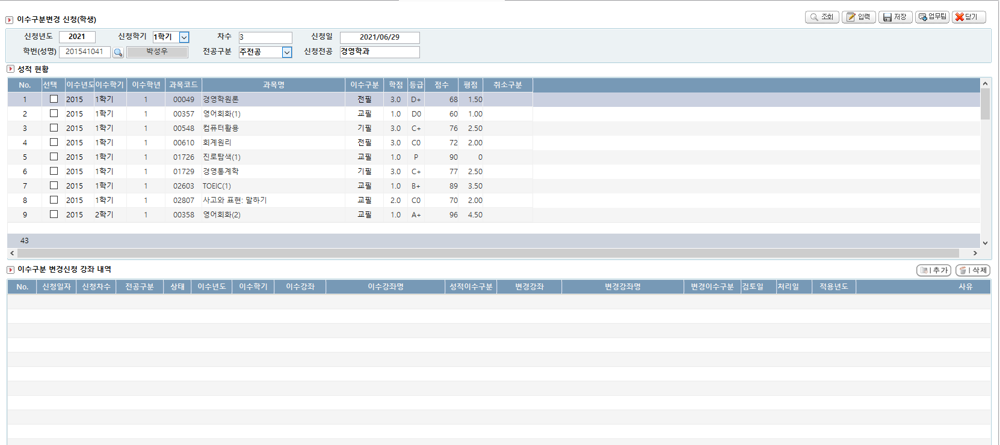 이수구분변경 신청(학생) 조회 입력 저장 업무팁 닫기
신청년도 2021 신청학기 1학기 차수 3 신청일 2021/06/29
학번(성명) 201541041 박성우 전공구분 주전공 신청전공 경영학과
성적 현황
No. 선택 이수년도 이수학기 이수학년 과목코드 과목명 이수구분 학점 등급 점수 평점 취소구분
1 2015 1학기 1 00049 경영학원론 전필 3.0 D+ 68 1.50
2 2015 1학기 1 00357 영어회화(1) 교필 1.0 D0 60 1.00
3 2015 1학기 1 00548 컴퓨터활용 기필 3.0 C+ 76 2.50
4 2015 1학기 1 00610 회계원리 전필 3.0 C0 72 2.00
5 2015 1학기 1 01726 진로탐색(1) 교필 1.0 P 90 0
6 2015 1학기 1 01729 경영통계학 기필 3.0 C+ 77 2.50
7 2015 1학기 1 02603 TOEIC(1) 교필 1.0 B+ 89 3.50
8 2015 1학기 1 02807 사고와 표현: 말하기 교필 2.0 C0 70 2.00
9 2015 2학기 1 00358 영어회화(2) 교필 1.0 A+ 96 4.50
43
이수구분 변경신청 강좌 내역 추가 삭제
No. 신청일자 신청차수 전공구분 상태 이수년도 이수학기 이수강좌 이수강좌명 성적이수구분 변경강좌 변경강좌명 변경이수구분 검토일 처리일 적용년도 사유